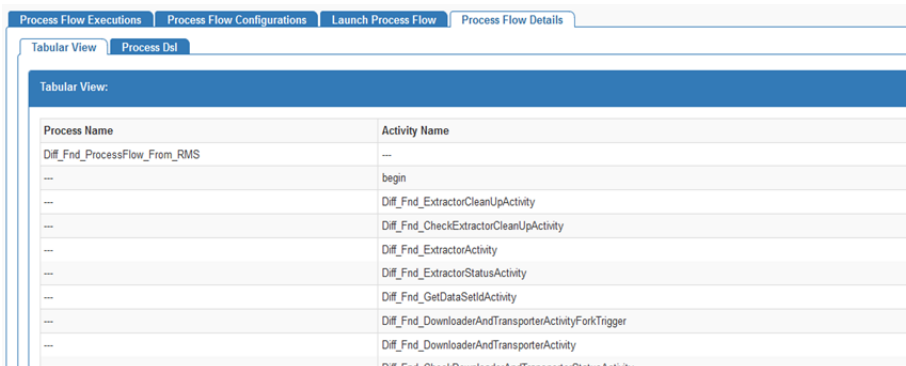 Process Flow Executions Process Flow Configurations Launch Process Flow Process Flow Details
Tabular View Process Dsl
Tabular View:
Process Name Activity Name
Diff_Fnd_ProcessFlow_From_RMS ---
--- begin
--- Diff_Fnd_ExtractorCleanUpActivity
--- Diff_Fnd_CheckExtractorCleanUpActivity
--- Diff_Fnd_ExtractorActivity
--- Diff_Fnd_ExtractorStatusActivity
--- Diff_Fnd_GetDataSetIdActivity
--- Diff_Fnd_DownloaderAndTransporterActivityForkTrigger
--- Diff_Fnd_DownloaderAndTransporterActivity